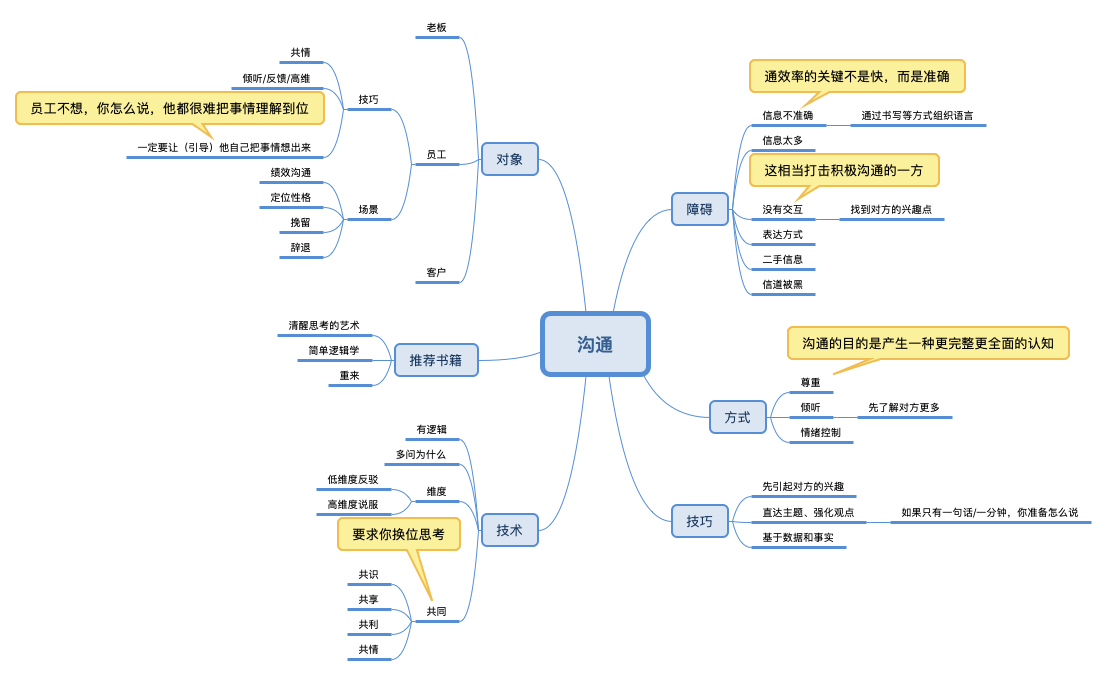 沟通
障碍
通效率的关键不是快，而是准确
信息不准确
通过书写等方式组织语言
信息太多
这相当打击积极沟通的一方
没有交互
找到对方的兴趣点
表达方式
二手信息
信道被黑
方式
沟通的目的是产生一种更完整更全面的认知
尊重
倾听
先了解对方更多
情绪控制
技巧
先引起对方的兴趣
直达主题、强化观点
如果只有一句话/一分钟，你准备怎么说
基于数据和事实
对象
老板
员工
技巧
共情
倾听/反馈/高维
员工不想，你怎么说，他都很难把事情理解到位
一定要让（引导）他自己把事情想出来
场景
绩效沟通
定位性格
挽留
辞退
客户
推荐书籍
清醒思考的艺术
简单逻辑学
重来
技术
有逻辑
多问为什么
维度
低维度反驳
高维度说服
要求你换位思考
共同
共识
共享
共利
共情